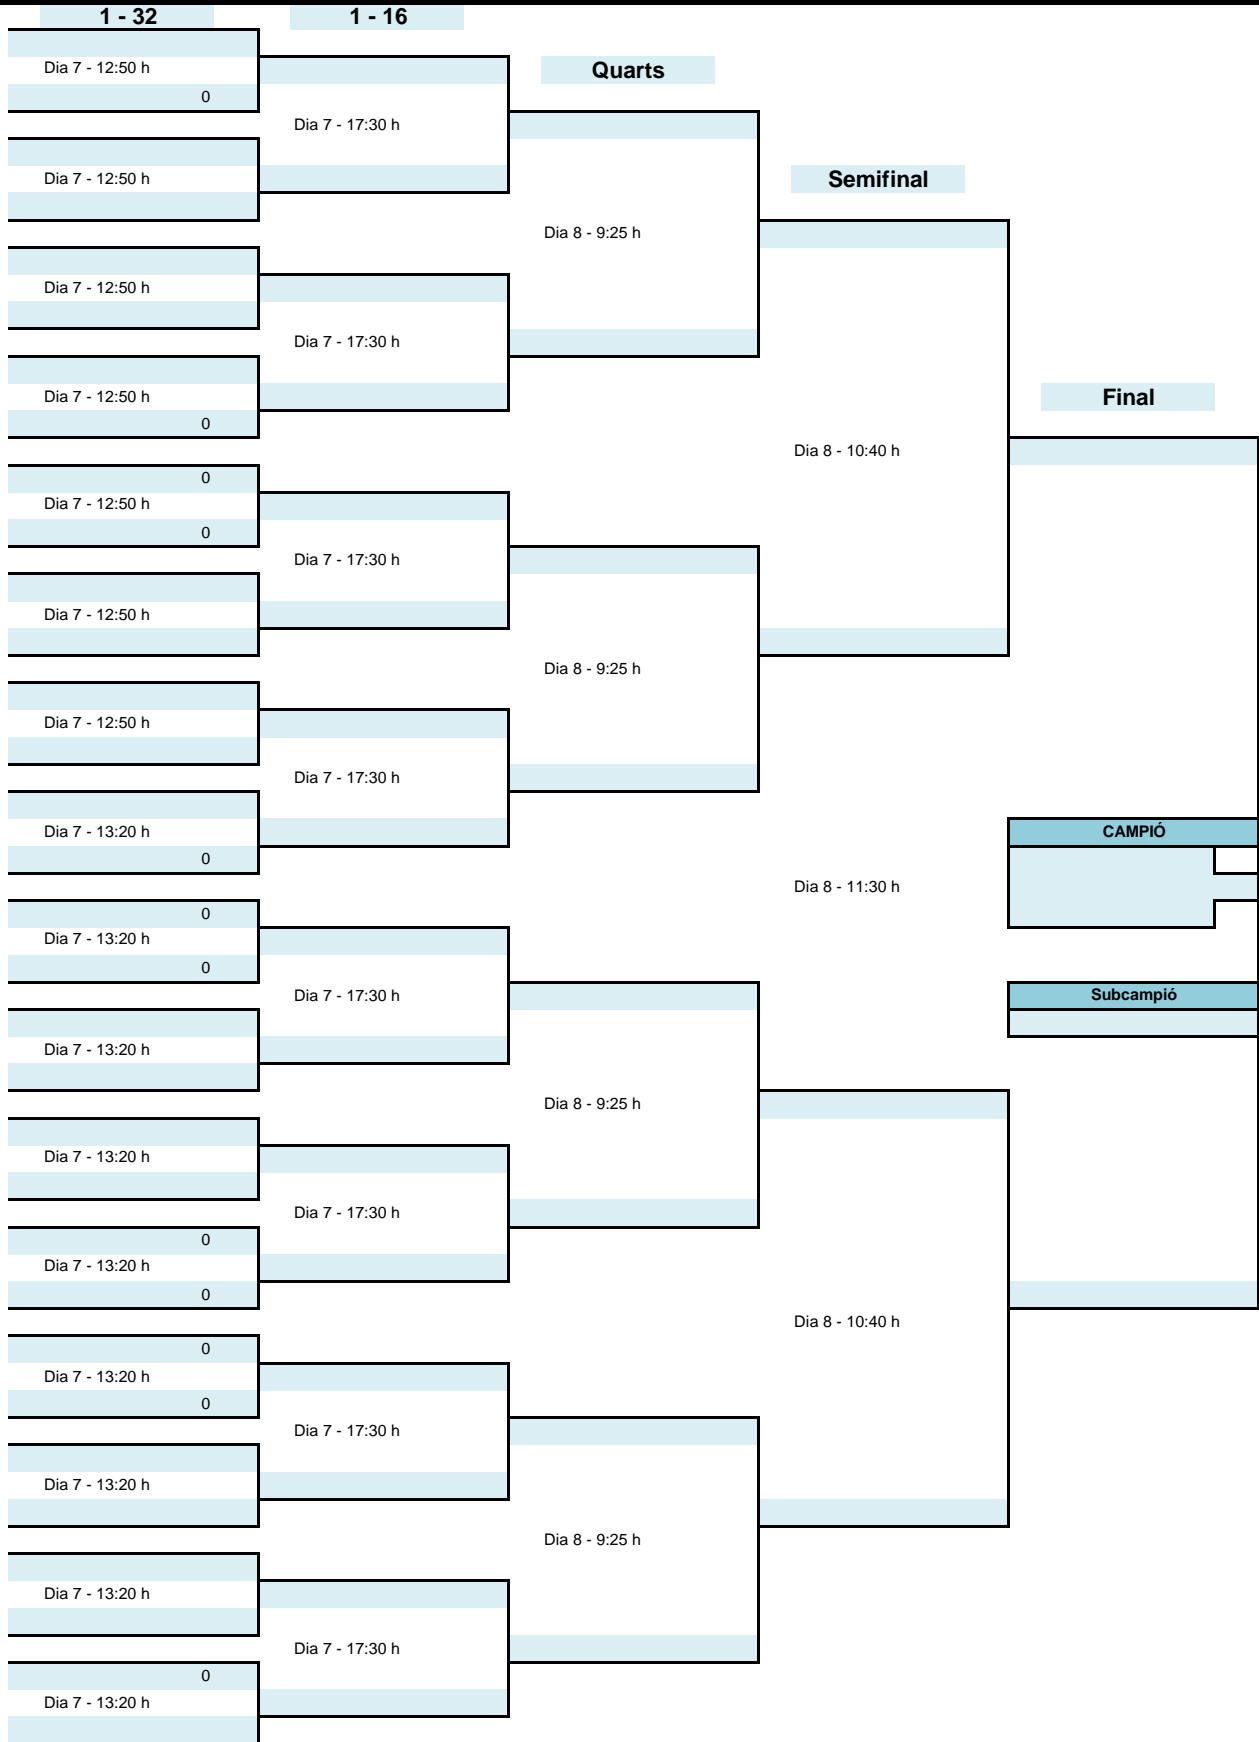 1 - 32
1 - 16
Dia 7 - 12:50 h
Quarts
0
Dia 7 - 17:30 h
Dia 7 - 12:50 h
Semifinal
Dia 8 - 9:25 h
Dia 7 - 12:50 h
Dia 7 - 17:30 h
Dia 7 - 12:50 h
Final
0
Dia 8 - 10:40 h
0
Dia 7 - 12:50 h
0
Dia 7 - 17:30 h
Dia 7 - 12:50 h
Dia 8 - 9:25 h
Dia 7 - 12:50 h
Dia 7 - 17:30 h
Dia 7 - 13:20 h
CAMPIÓ
0
Dia 8 - 11:30 h
0
Dia 7 - 13:20 h
0
Dia 7 - 17:30 h
Subcampió
Dia 7 - 13:20 h
Dia 8 - 9:25 h
Dia 7 - 13:20 h
Dia 7 - 17:30 h
0
Dia 7 - 13:20 h
0
Dia 8 - 10:40 h
0
Dia 7 - 13:20 h
0
Dia 7 - 17:30 h
Dia 7 - 13:20 h
Dia 8 - 9:25 h
Dia 7 - 13:20 h
Dia 7 - 17:30 h
0
Dia 7 - 13:20 h